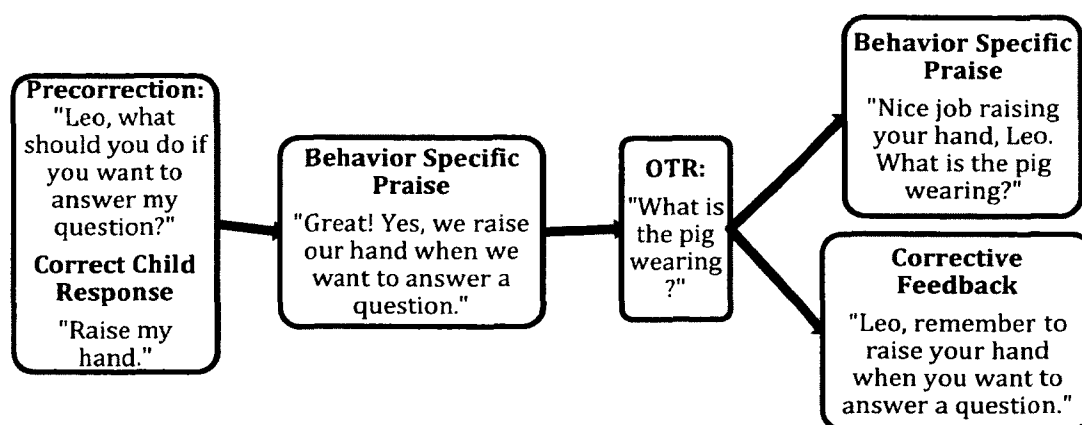 Precorrection:
"Leo, what
should you do if
you want to
answer my
question?"
Correct Child
Response
"Raise my
hand."
Behavior Specific
Praise
"Great! Yes, we raise
our hand when we
want to answer a
question."
OTR:
"What is
the pig
wearing
?"
Behavior Specific
Praise
"Nice job raising
your hand, Leo.
What is the pig
wearing?"
Corrective
Feedback
"Leo, remember to
raise your hand
when you want to
answer a question."